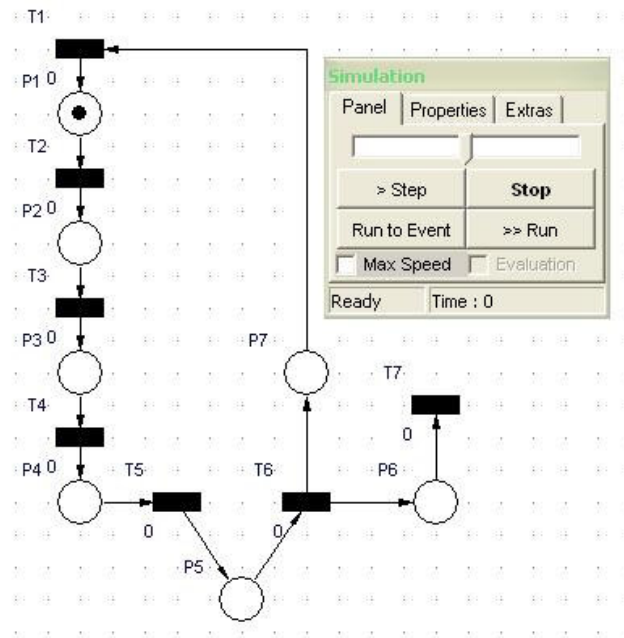 T1
P1 0
T2
P2 0
T3
P3 0
T4
P4 0
T5
0
P5
T6
0
P7
P6
T7
0
Simulation
Panel Properties Extras
> Step Stop
Run to Event >> Run
Max Speed Evaluation
Ready Time : 0